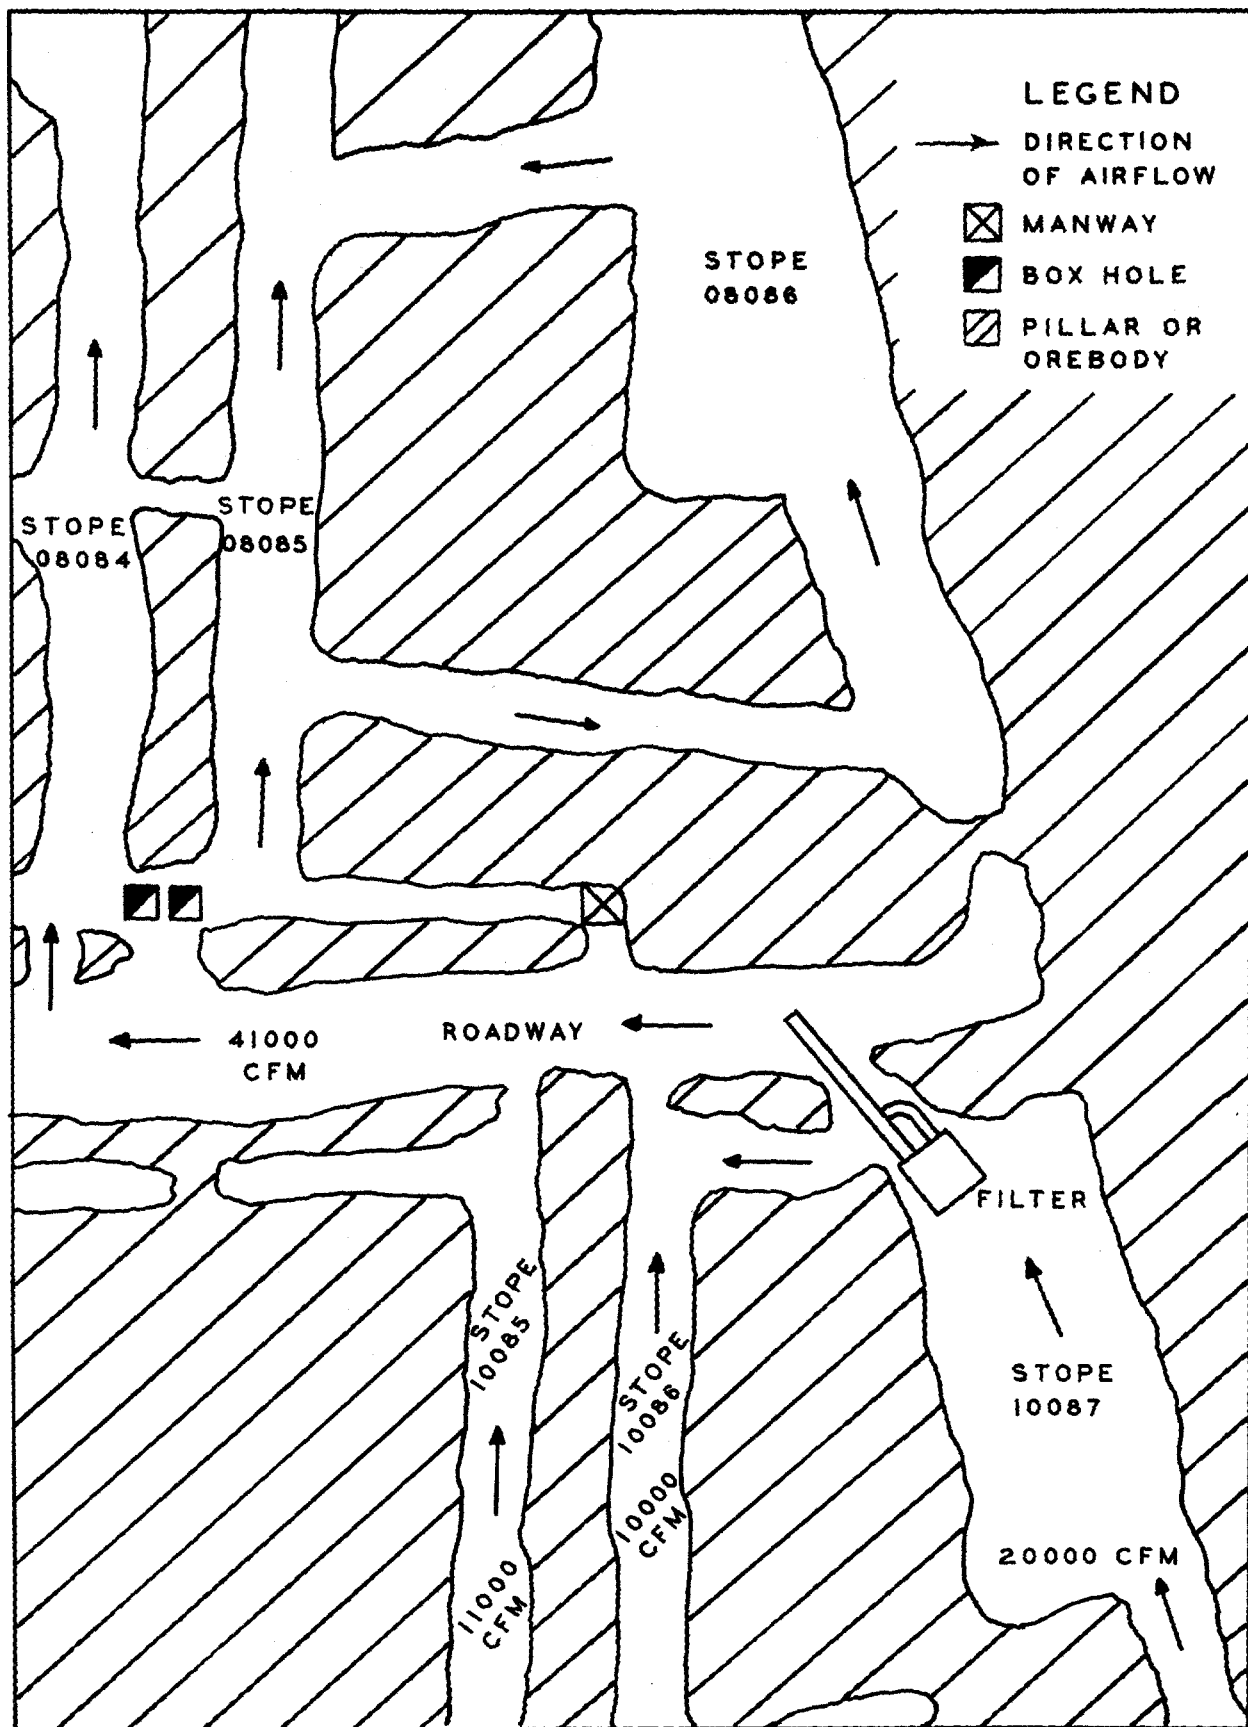 LEGEND
DIRECTION
OF AIRFLOW
MANWAY
BOX HOLE
PILLAR OR
OREBODY
STOPE
08086
STOPE
08084
STOPE
08085
41000
CFM
ROADWAY
FILTER
STOPE
10085
11000
CFM
STOPE
10086
10000
CFM
STOPE
10087
20000 CFM